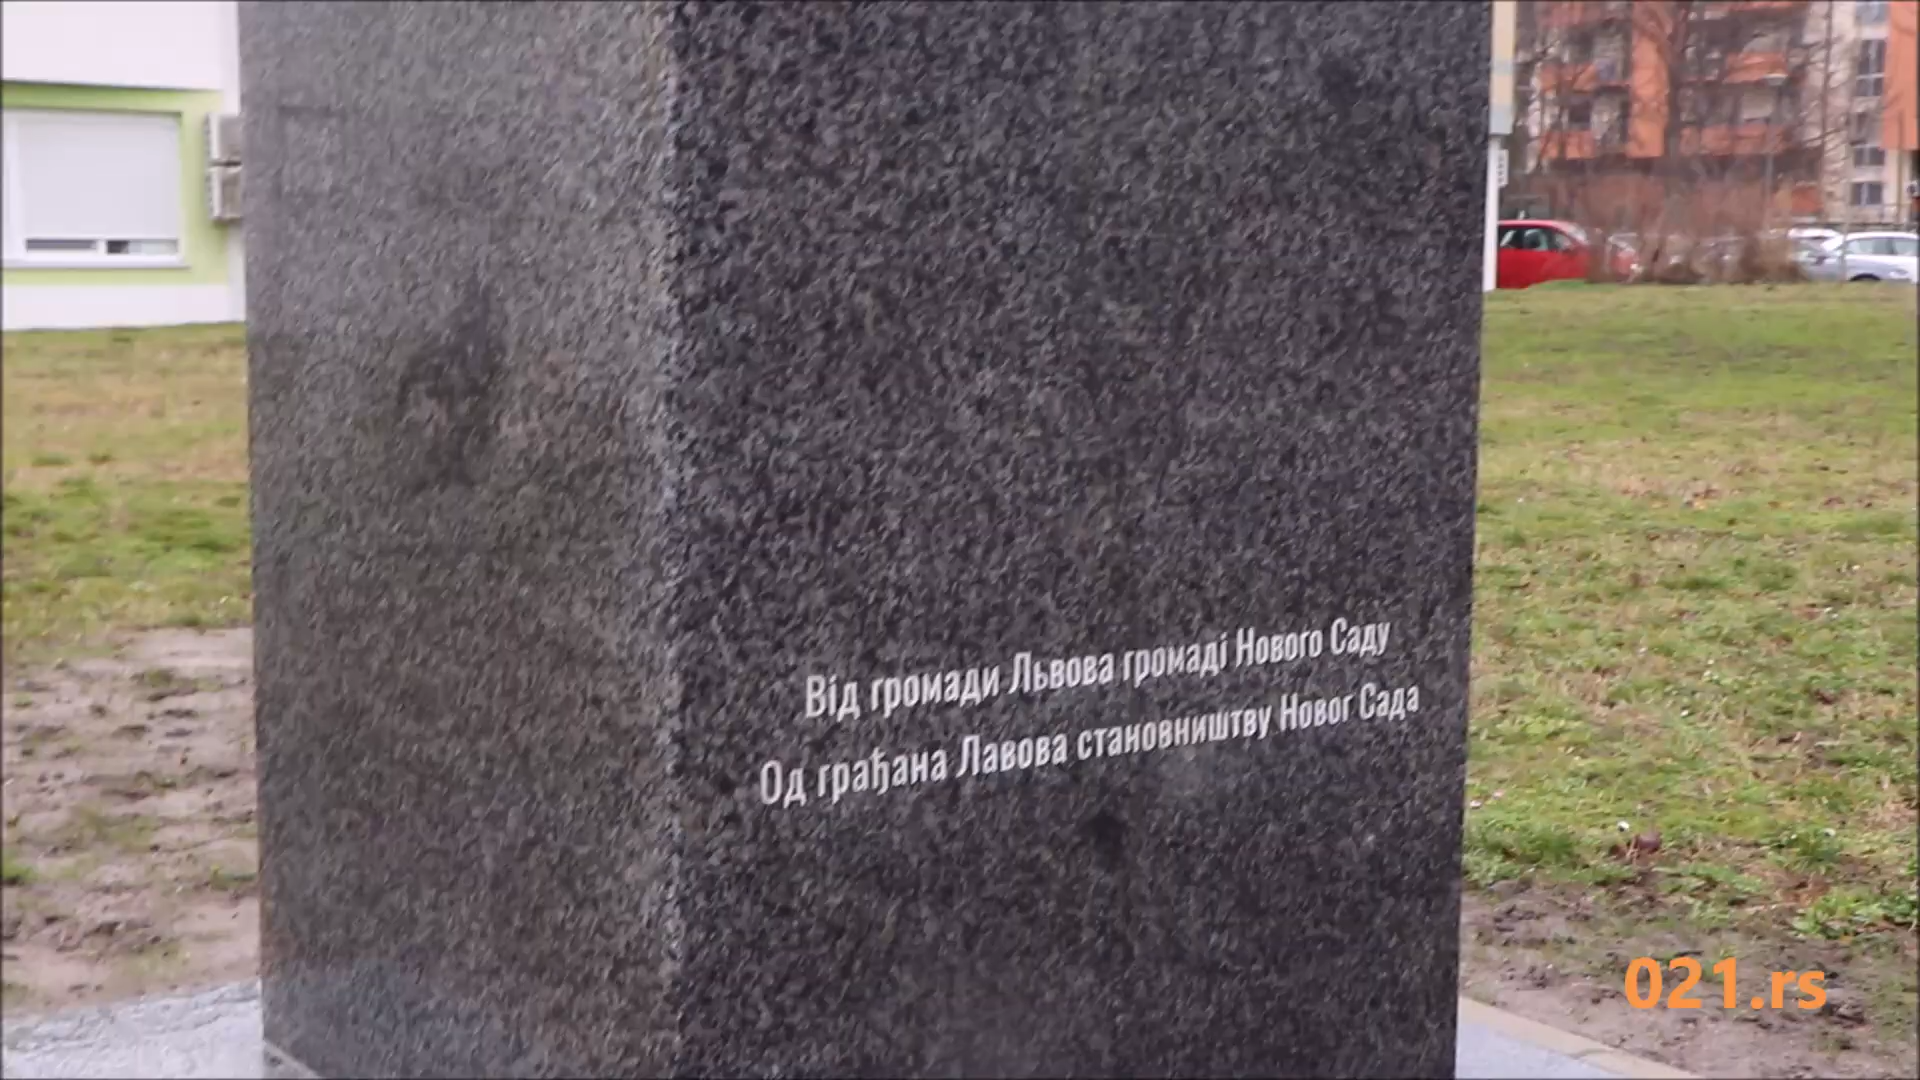 Від громади Львова громаді Нового Саду
Од грађана Лавова становништву Новог Сада
021.rs